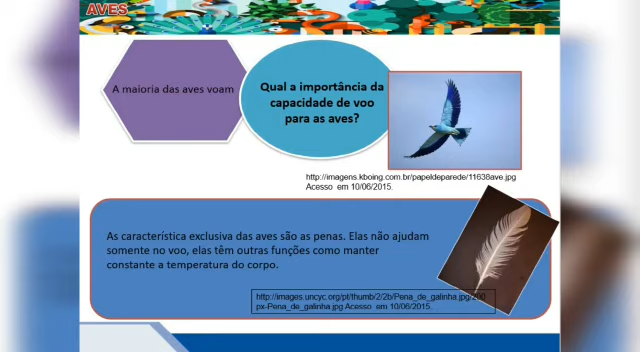 AVES
A maioria das aves voam
Qual a importância da
capacidade de voo
para as aves?
http://imagens.kboing.com.br/papeldeparede/11638ave.jpg
Acesso em 10/06/2015.
As característica exclusiva das aves são as penas. Elas não ajudam
somente no voo, elas têm outras funções como manter
constante a temperatura do corpo.
http://images.uncyc.org/pt/thumb/2/2b/Pena_de_galinha.jpg/200
px-Pena_de_galinha.jpg Acesso em 10/06/2015.